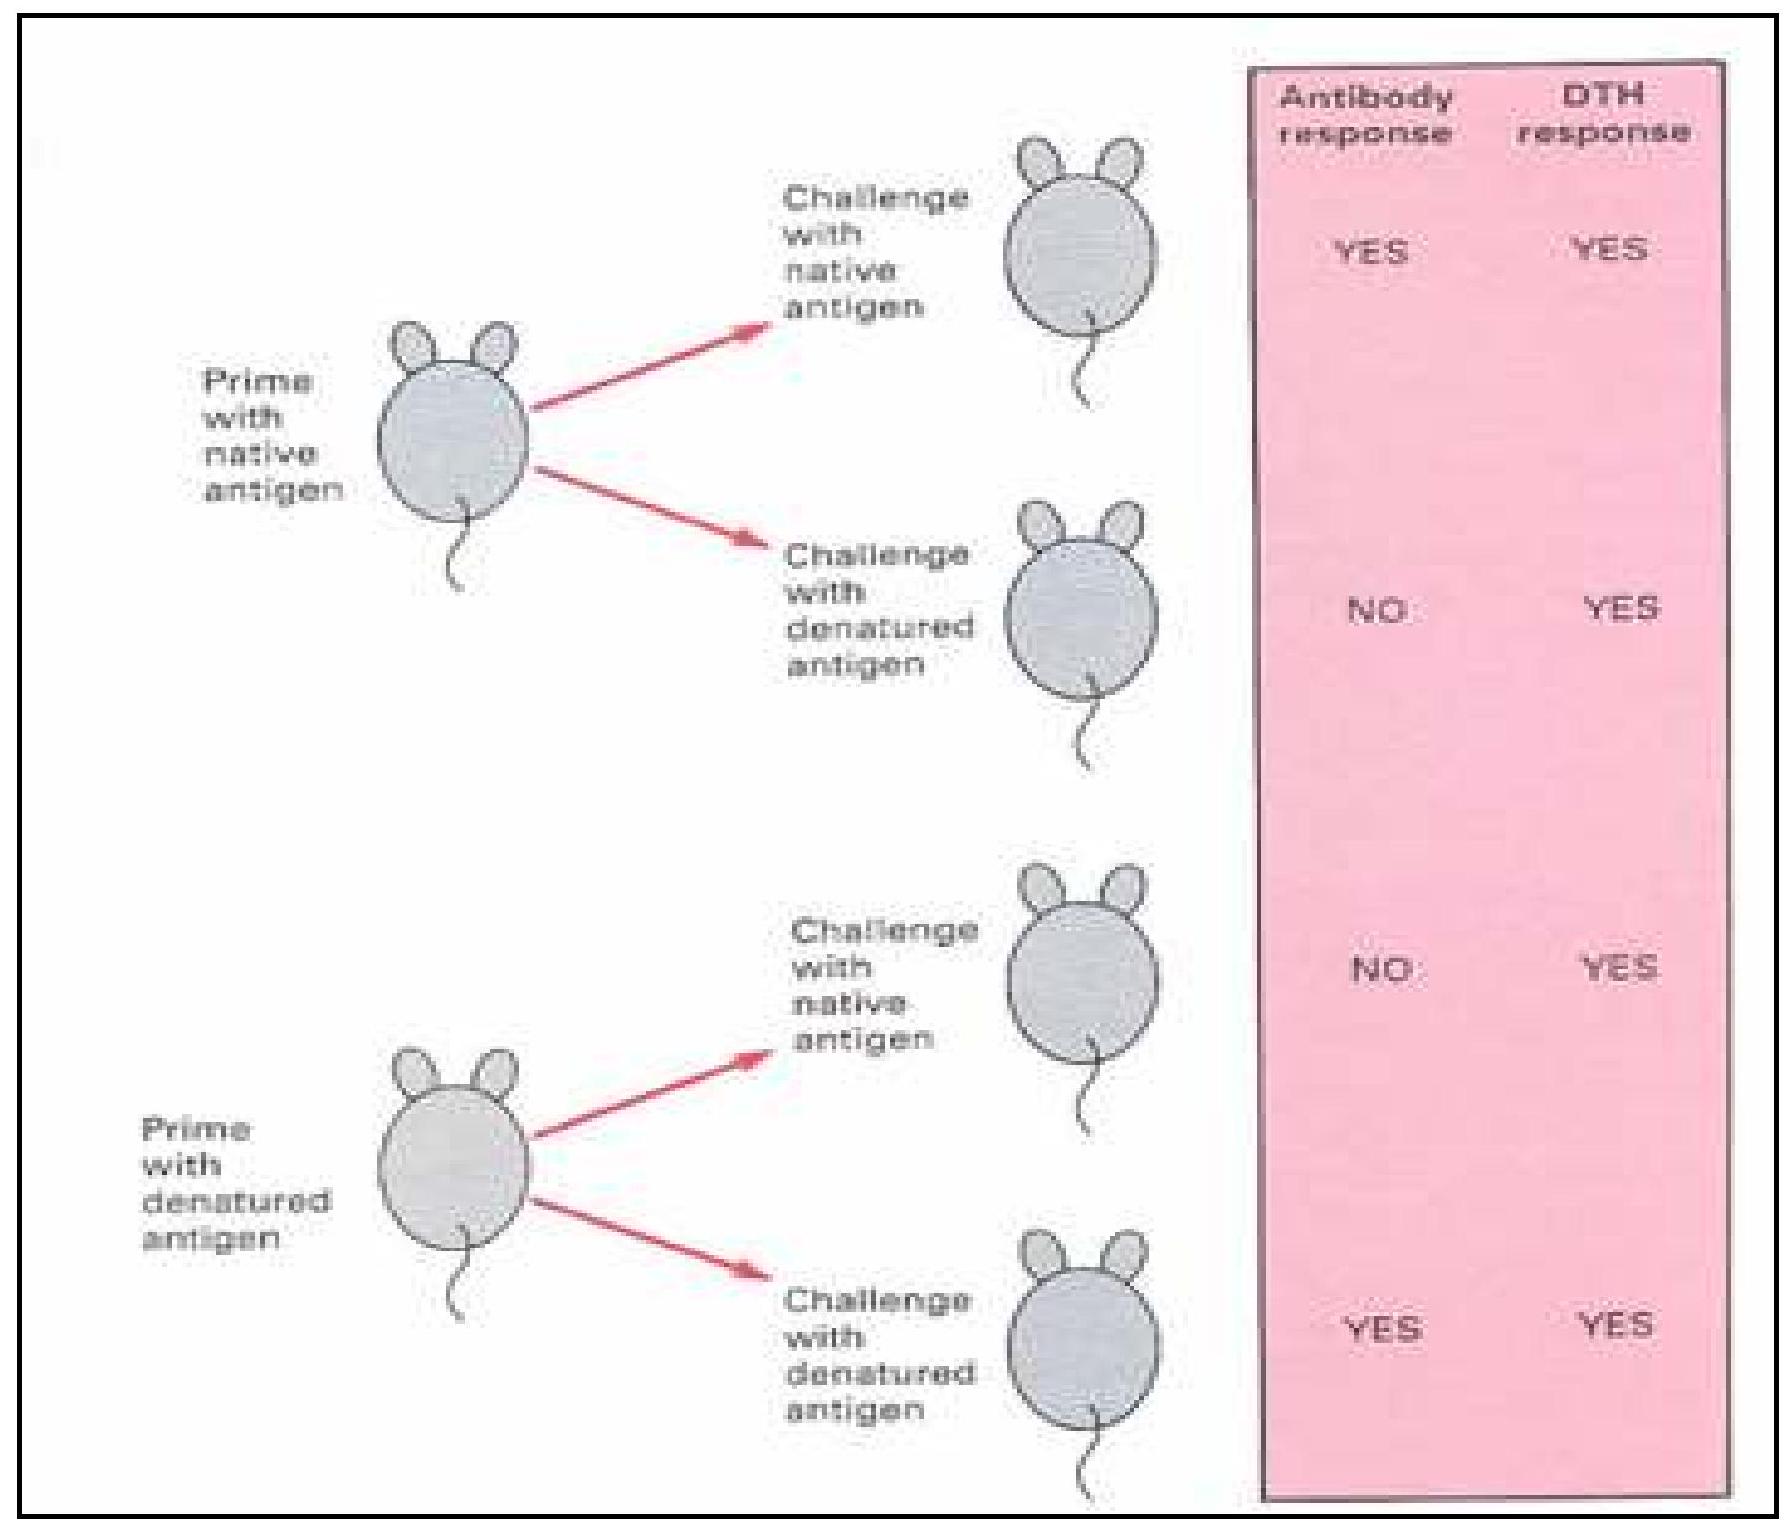 Antibody
response
DTH
response
Challenge
with
native
antigen
YES
YES
Prime
with
native
antigen
Challenge
with
denatured
antigen
NO
YES
Challenge
with
native
antigen
NO
YES
Prime
with
denatured
antigen
Challenge
with
denatured
antigen
YES
YES